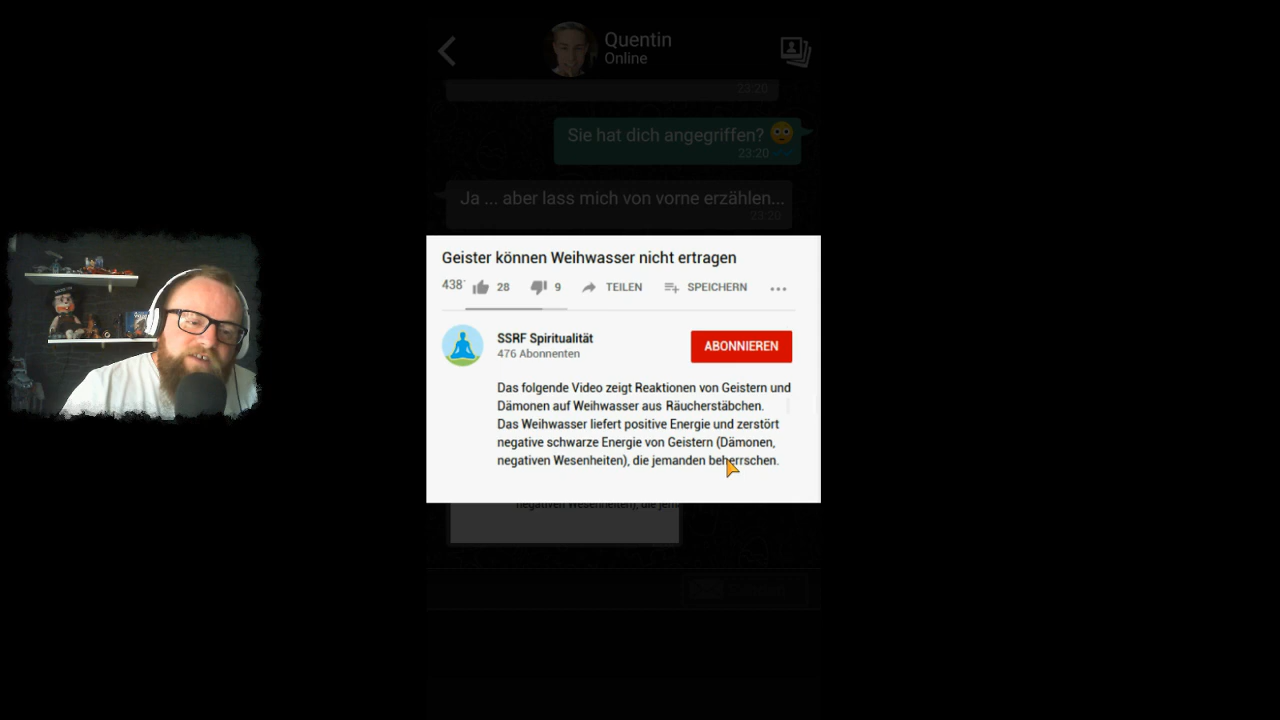 Quentin
Online
23:20
Sie hat dich angegriffen? 😳
23:20
Ja ... aber lass mich von vorne erzählen...
23:20
Geister können Weihwasser nicht ertragen
438
28
9
TEILEN
SPEICHERN
SSRF Spiritualität
476 Abonnenten
ABONNIEREN
Das folgende Video zeigt Reaktionen von Geistern und
Dämonen auf Weihwasser aus Räucherstäbchen.
Das Weihwasser liefert positive Energie und zerstört
negative schwarze Energie von Geistern (Dämonen,
negativen Wesenheiten), die jemanden beherrschen.
negativen Wesenheiten), die jem